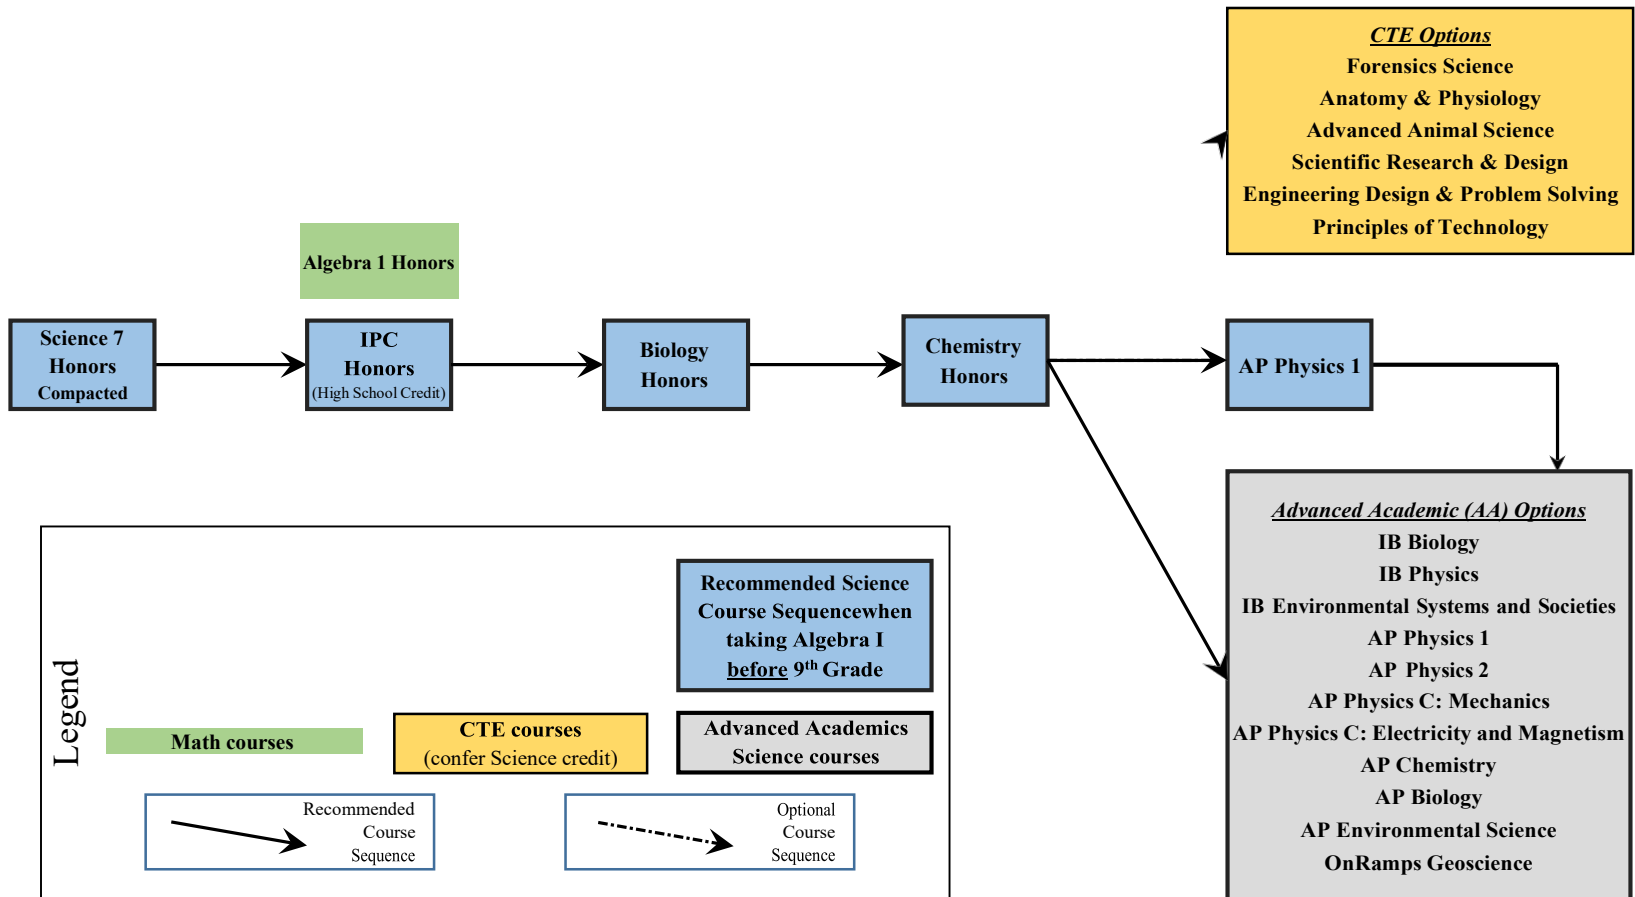 CTE Options
Forensics Science
Anatomy & Physiology
Advanced Animal Science
Scientific Research & Design
Engineering Design & Problem Solving
Principles of Technology
Algebra 1 Honors
Science 7
Honors
Compacted
IPC
Honors
(High School Credit)
Biology
Honors
Chemistry
Honors
AP Physics 1
Advanced Academic (AA) Options
IB Biology
IB Physics
IB Environmental Systems and Societies
AP Physics 1
AP Physics 2
AP Physics C: Mechanics
AP Physics C: Electricity and Magnetism
AP Chemistry
AP Biology
AP Environmental Science
OnRamps Geoscience
Legend
Recommended Science
Course Sequencewhen
taking Algebra I
before 9th Grade
Math courses
CTE courses
(confer Science credit)
Advanced Academics
Science courses
Recommended
Course
Sequence
Optional
Course
Sequence